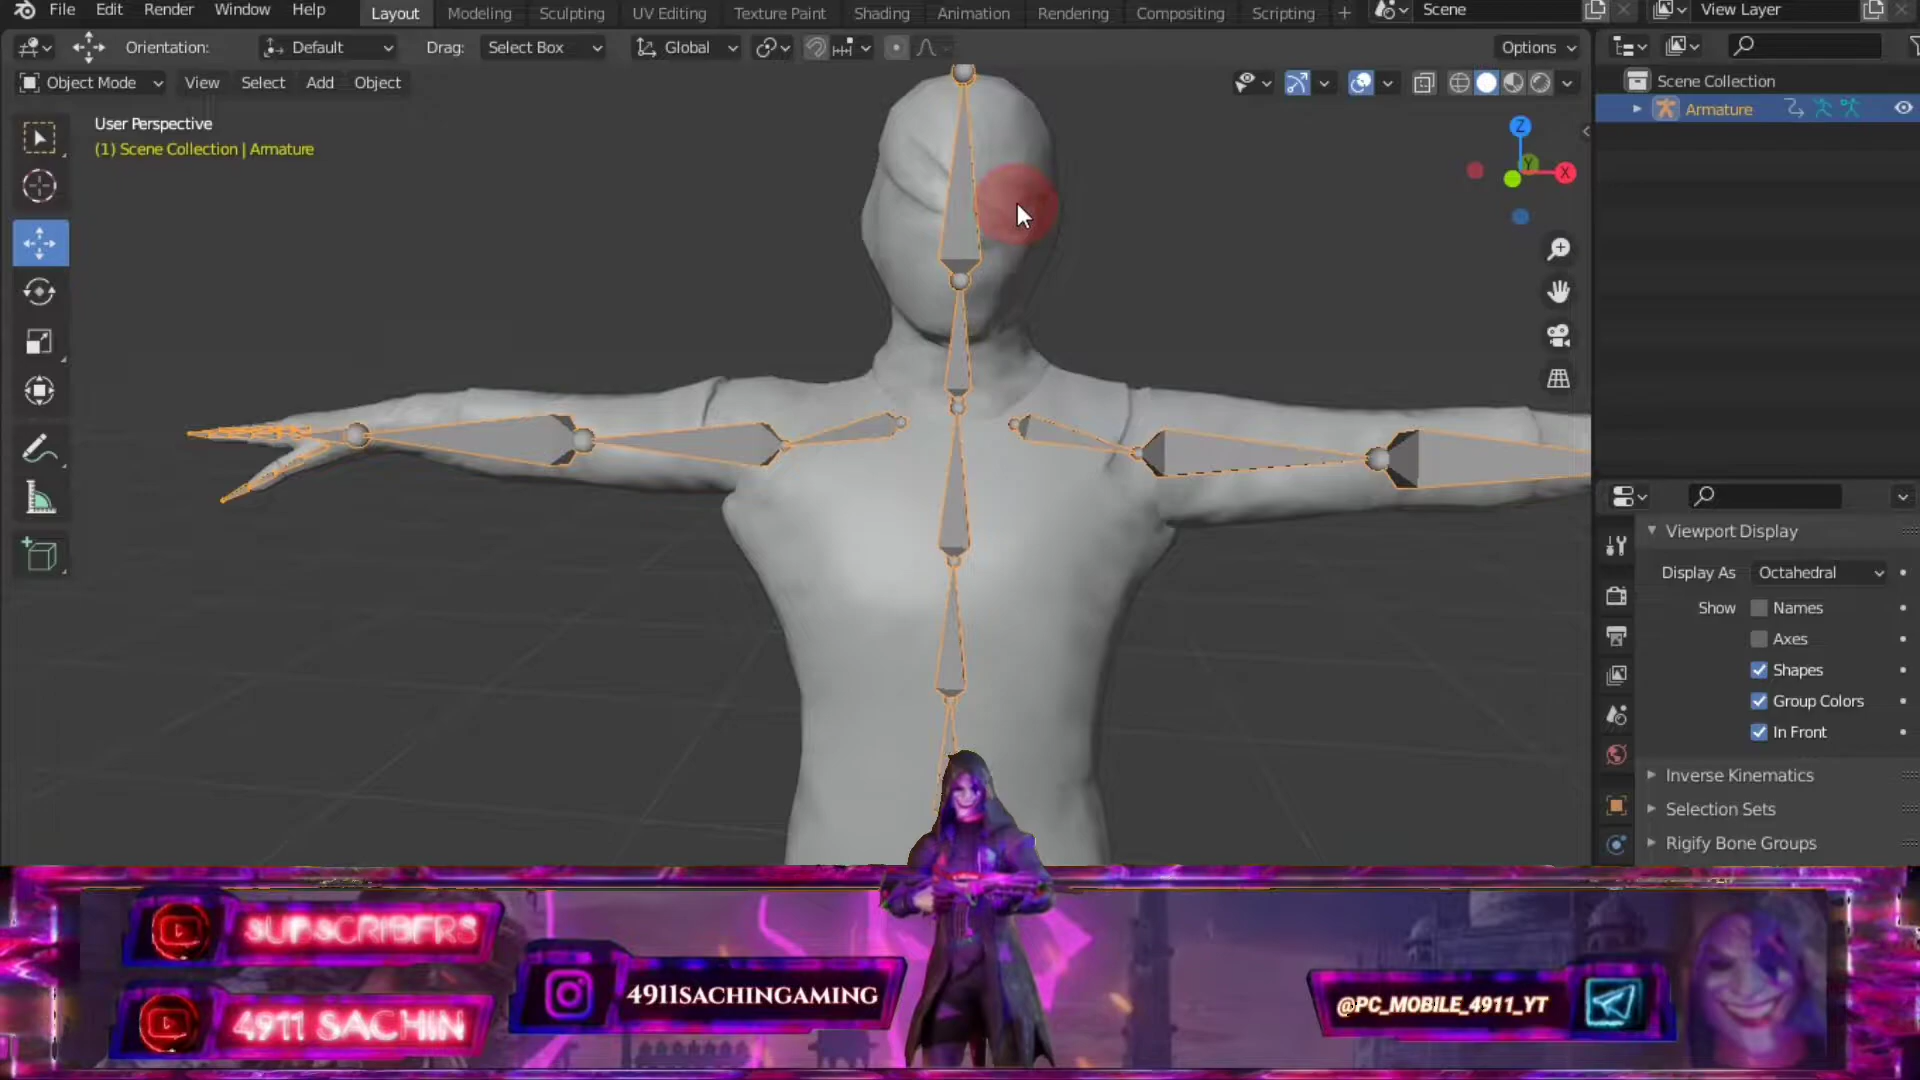 File Edit Render Window Help Layout Modeling Sculpting UV Editing Texture Paint Shading Animation Rendering Compositing Scripting + Scene View Layer
Orientation: Default Drag: Select Box Global Options
Object Mode View Select Add Object
User Perspective
(1) Scene Collection | Armature
Z
Y
X
Scene Collection
Armature
Viewport Display
Display As Octahedral
Show Names
Axes
Shapes
Group Colors
In Front
Inverse Kinematics
Selection Sets
Rigify Bone Groups
SUBSCRIBERS
4911 SACHIN
4911SACHINGAMING
@PC_MOBILE_4911_YT